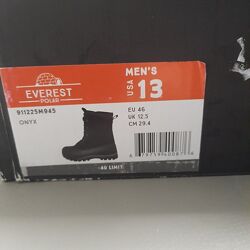 EVEREST
POLAR
911225M945
ONYX
MEN'S
USA 13
EU 46
UK 12.5
CM 29.4
-40 LIMIT